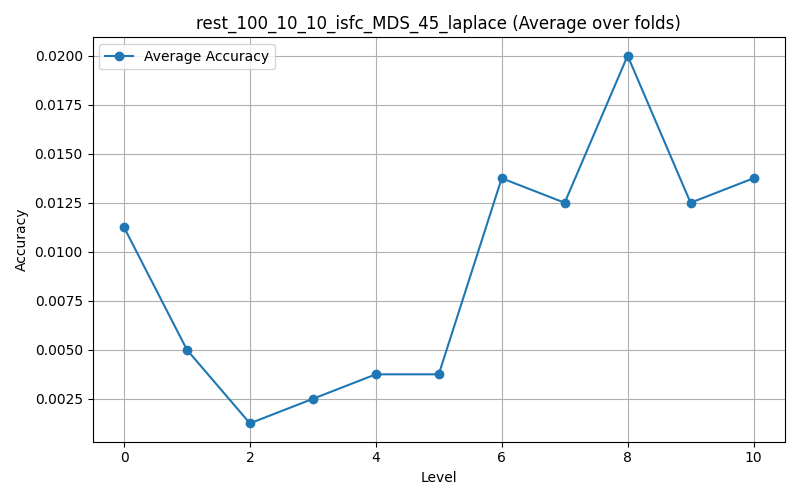 rest_100_10_10_isfc_MDS_45_laplace (Average over folds)
Average Accuracy
0.0200
0.0175
0.0150
0.0125
0.0100
0.0075
0.0050
0.0025
Accuracy
0 2 4 6 8 10
Level